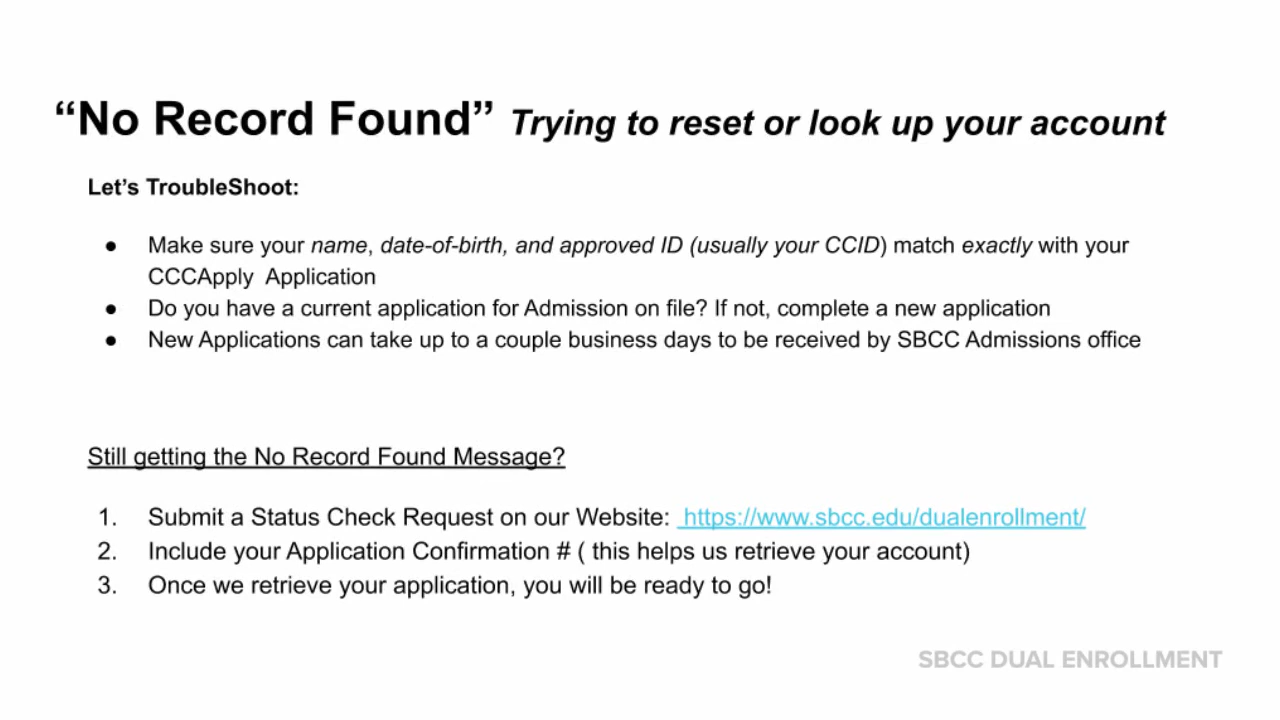 “No Record Found” Trying to reset or look up your account
Let’s TroubleShoot:
● Make sure your name, date-of-birth, and approved ID (usually your CCID) match exactly with your
CCCApply  Application
● Do you have a current application for Admission on file? If not, complete a new application
● New Applications can take up to a couple business days to be received by SBCC Admissions office
Still getting the No Record Found Message?
1. Submit a Status Check Request on our Website:  https://www.sbcc.edu/dualenrollment/
2. Include your Application Confirmation # ( this helps us retrieve your account)
3. Once we retrieve your application, you will be ready to go!
SBCC DUAL ENROLLMENT